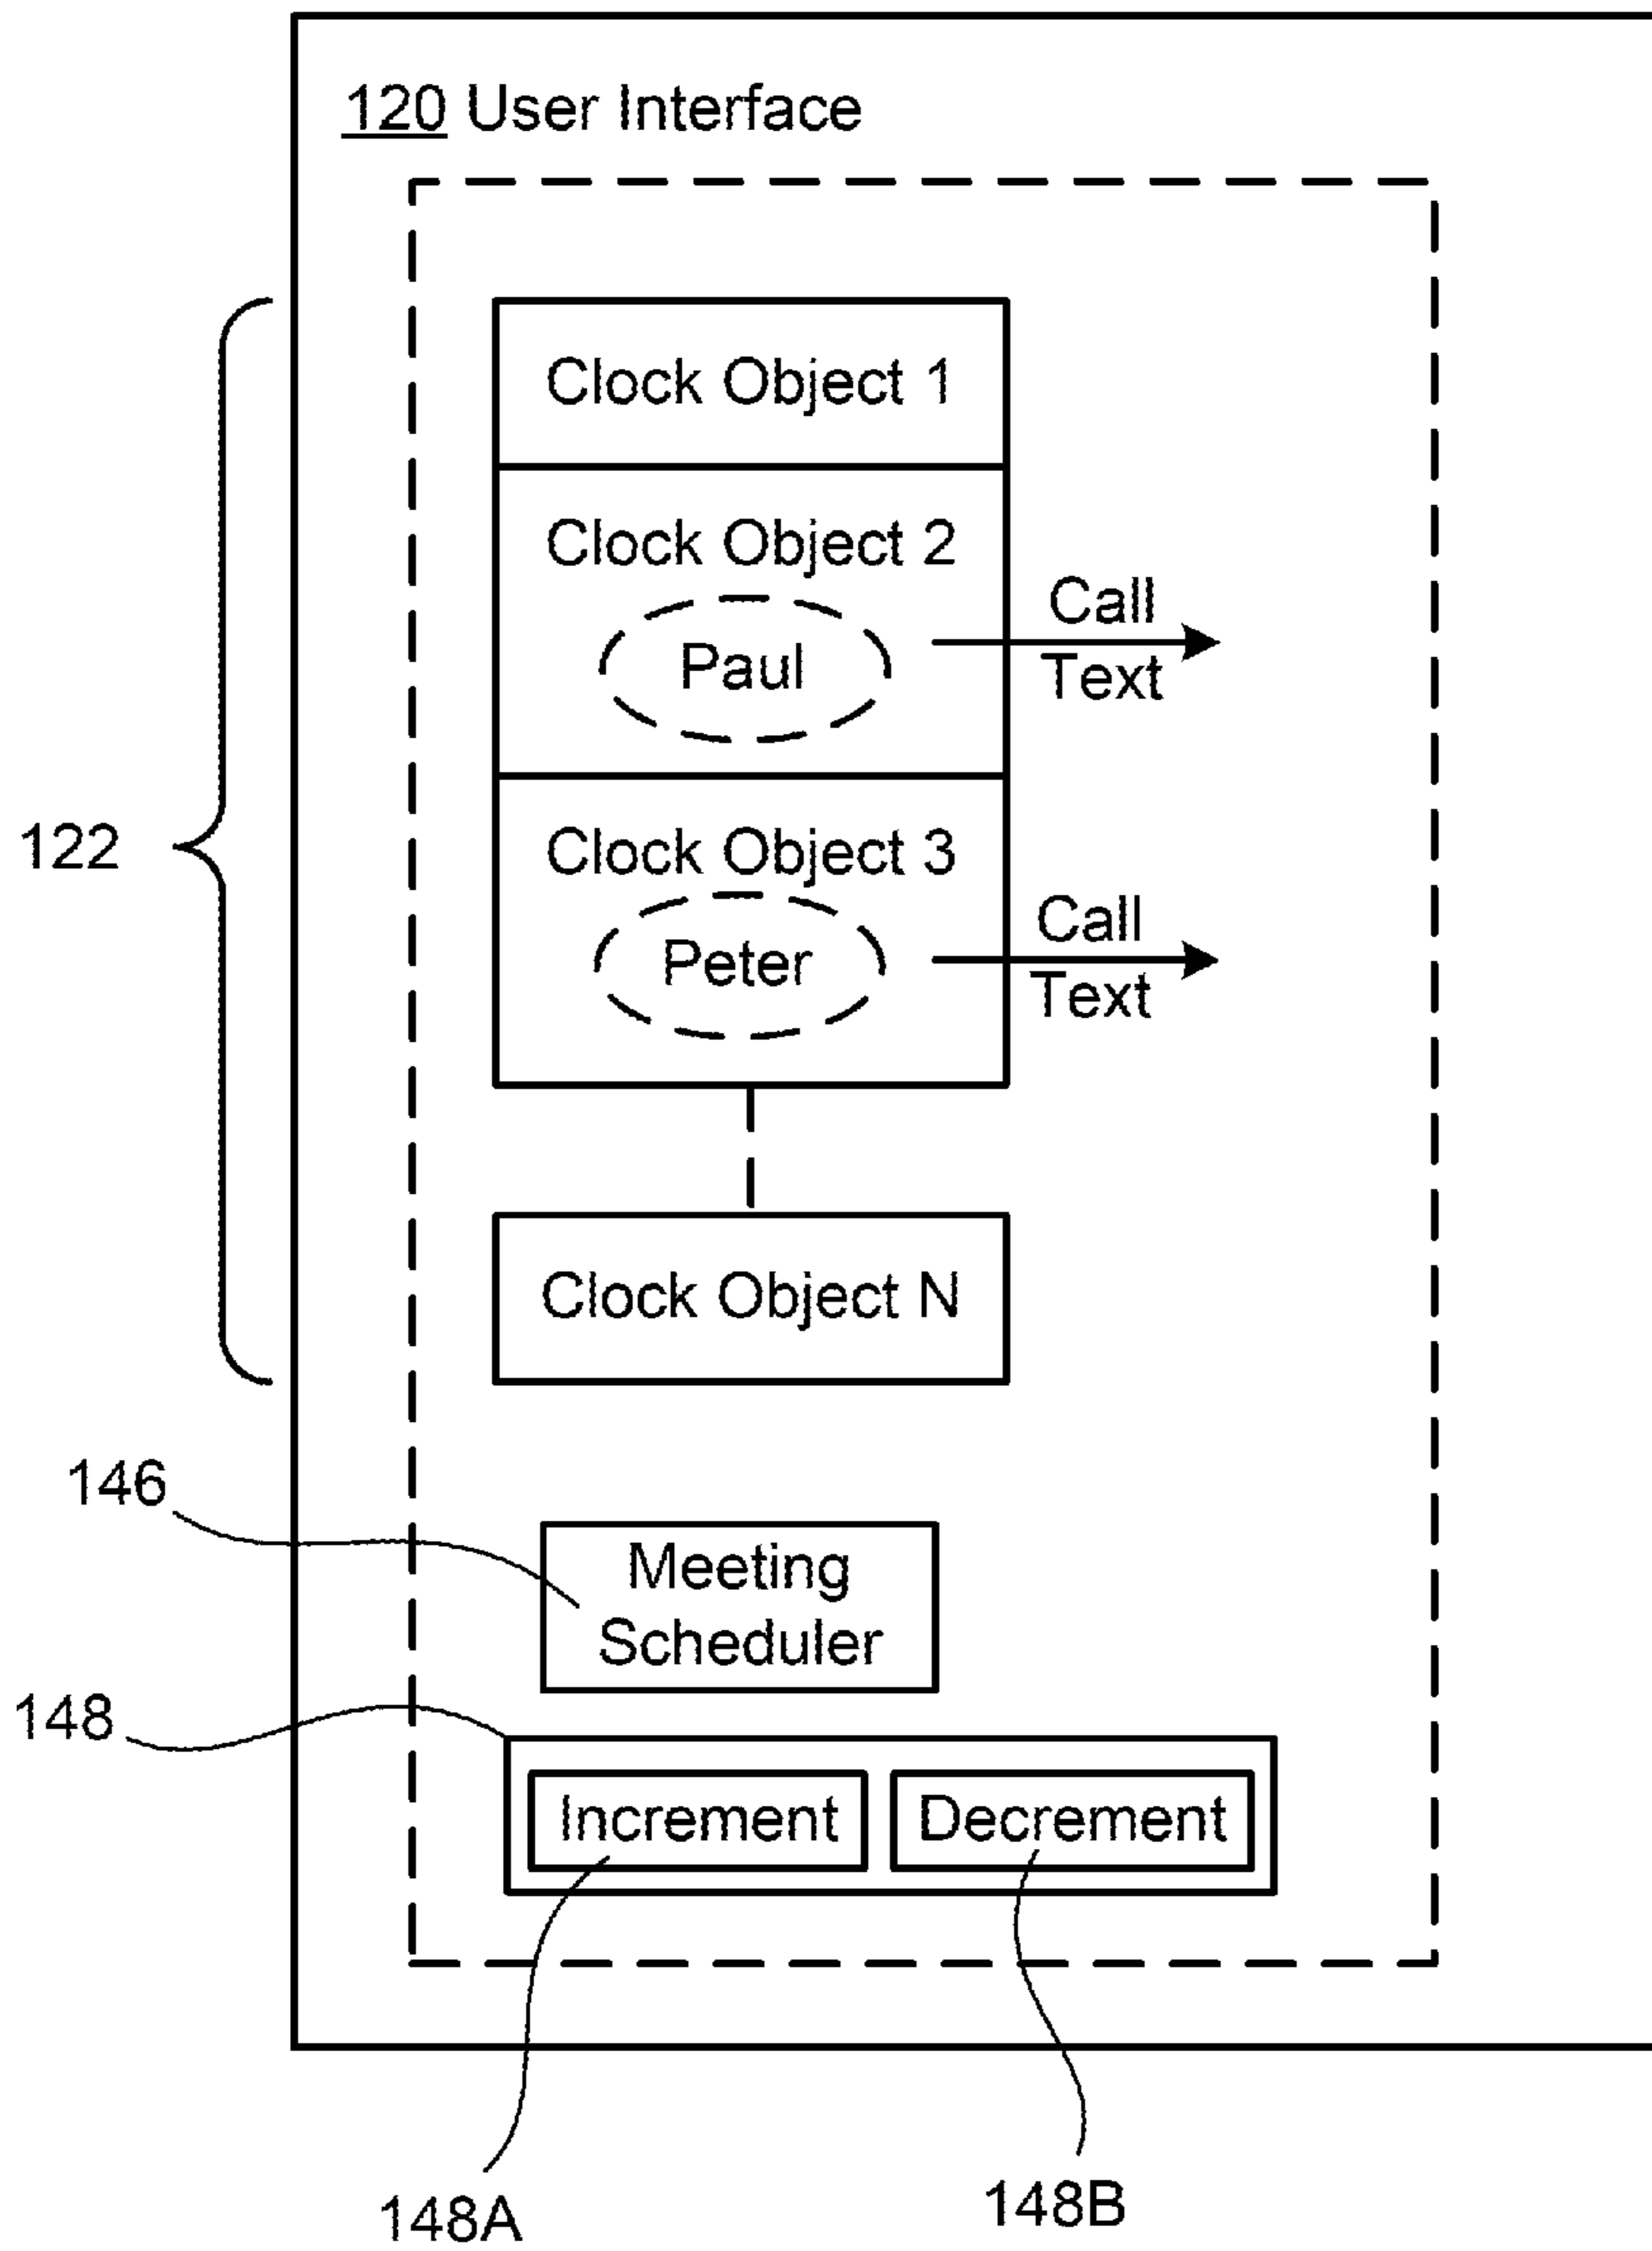 120 User Interface
Clock Object 1
Clock Object 2
Paul
Call
Text
122
Clock Object 3
Peter
Call
Text
Clock Object N
146
Meeting
Scheduler
148
Increment
Decrement
148A
148B